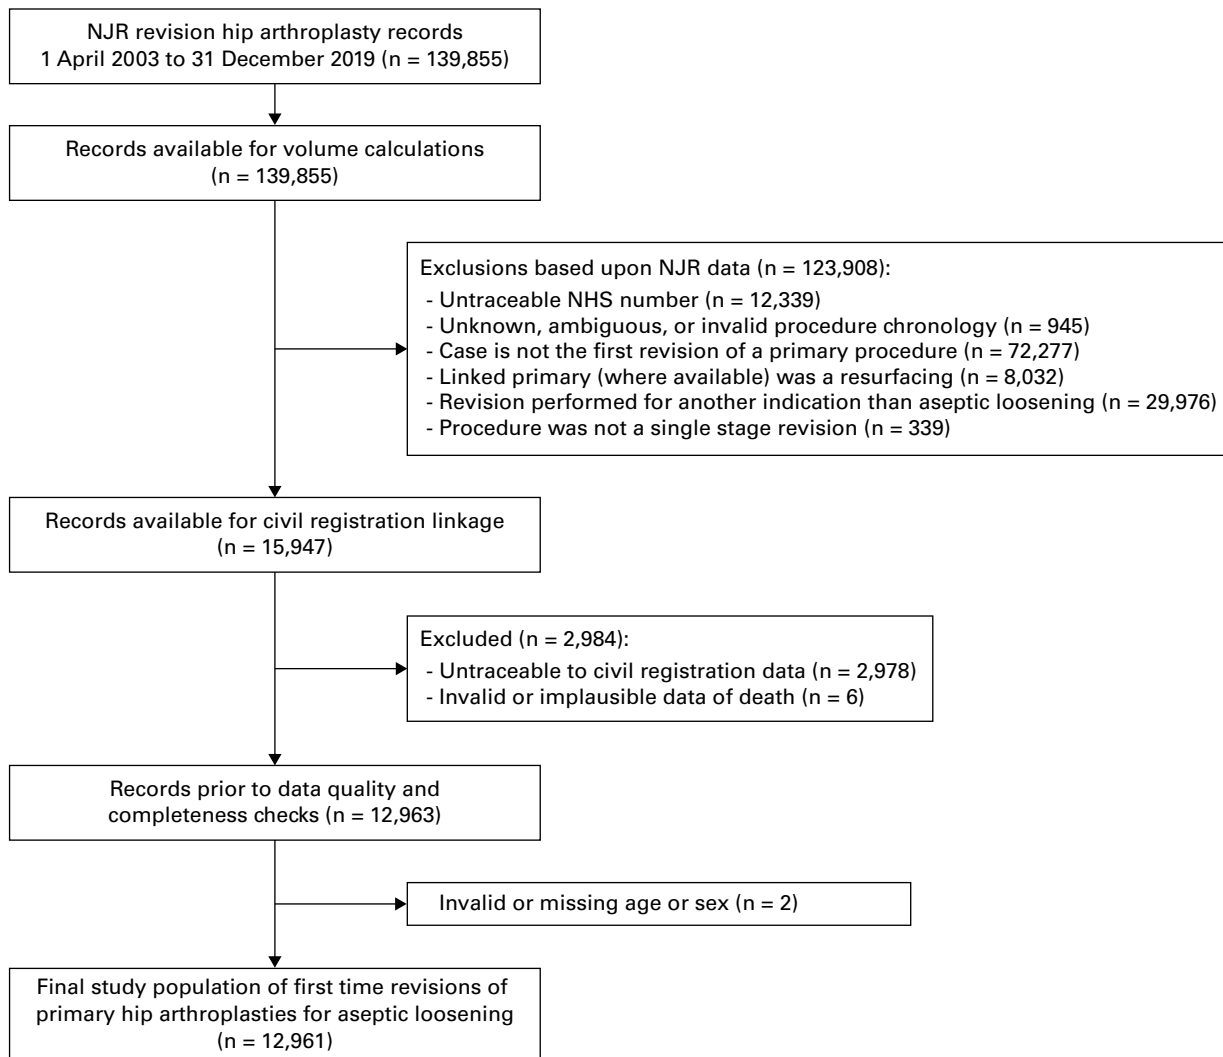 NJR revision hip arthroplasty records
1 April 2003 to 31 December 2019 (n = 139,855)
Records available for volume calculations
(n = 139,855)
Exclusions based upon NJR data (n = 123,908):
- Untraceable NHS number (n = 12,339)
- Unknown, ambiguous, or invalid procedure chronology (n = 945)
- Case is not the first revision of a primary procedure (n = 72,277)
- Linked primary (where available) was a resurfacing (n = 8,032)
- Revision performed for another indication than aseptic loosening (n = 29,976)
- Procedure was not a single stage revision (n = 339)
Records available for civil registration linkage
(n = 15,947)
Excluded (n = 2,984):
- Untraceable to civil registration data (n = 2,978)
- Invalid or implausible data of death (n = 6)
Records prior to data quality and
completeness checks (n = 12,963)
Invalid or missing age or sex (n = 2)
Final study population of first time revisions of
primary hip arthroplasties for aseptic loosening
(n = 12,961)